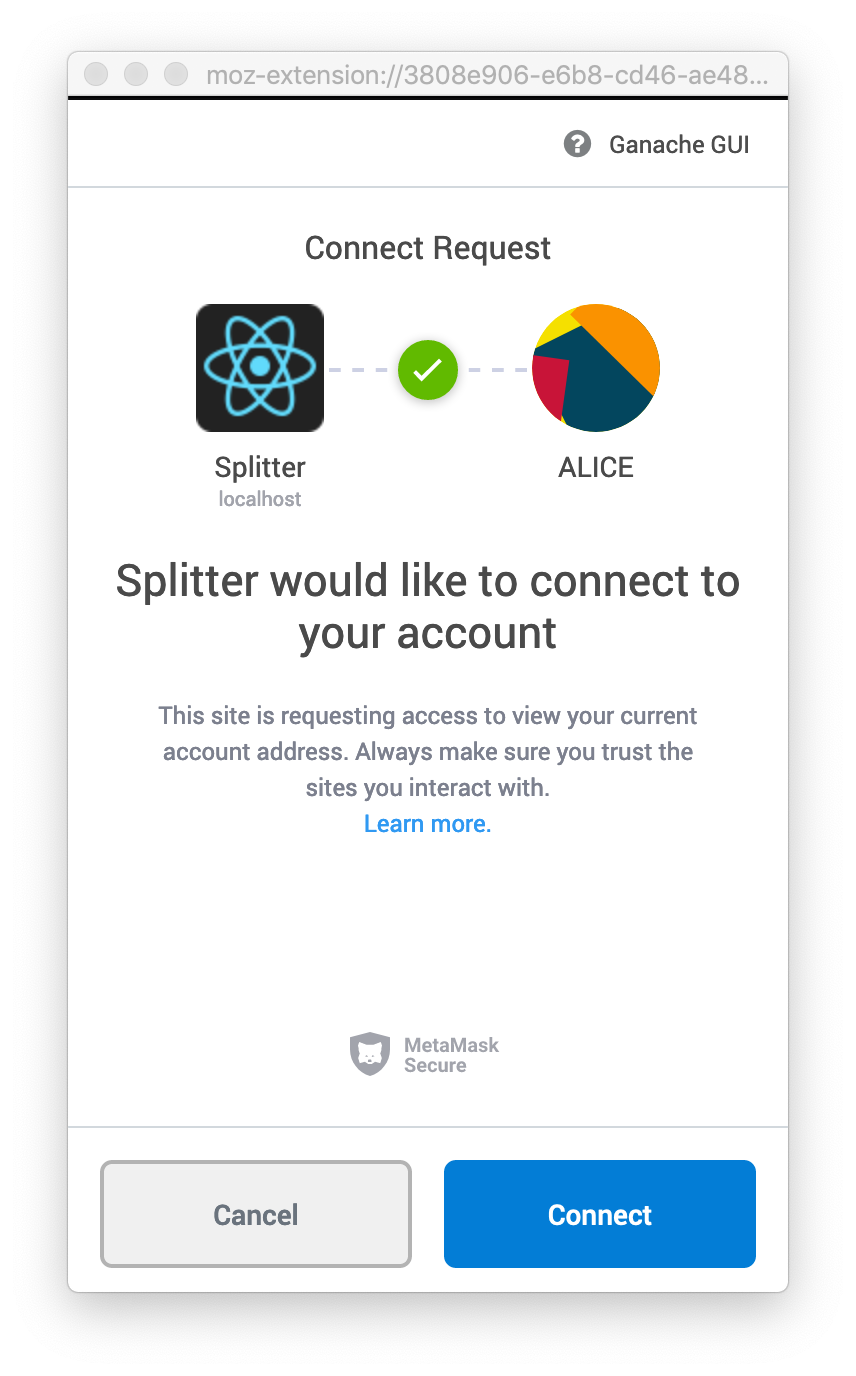 moz-extension://3808e906-e6b8-cd46-ae48...
? Ganache GUI
Connect Request
Splitter
localhost
ALICE
Splitter would like to connect to
your account
This site is requesting access to view your current
account address. Always make sure you trust the
sites you interact with.
Learn more.
MetaMask
Secure
Cancel
Connect